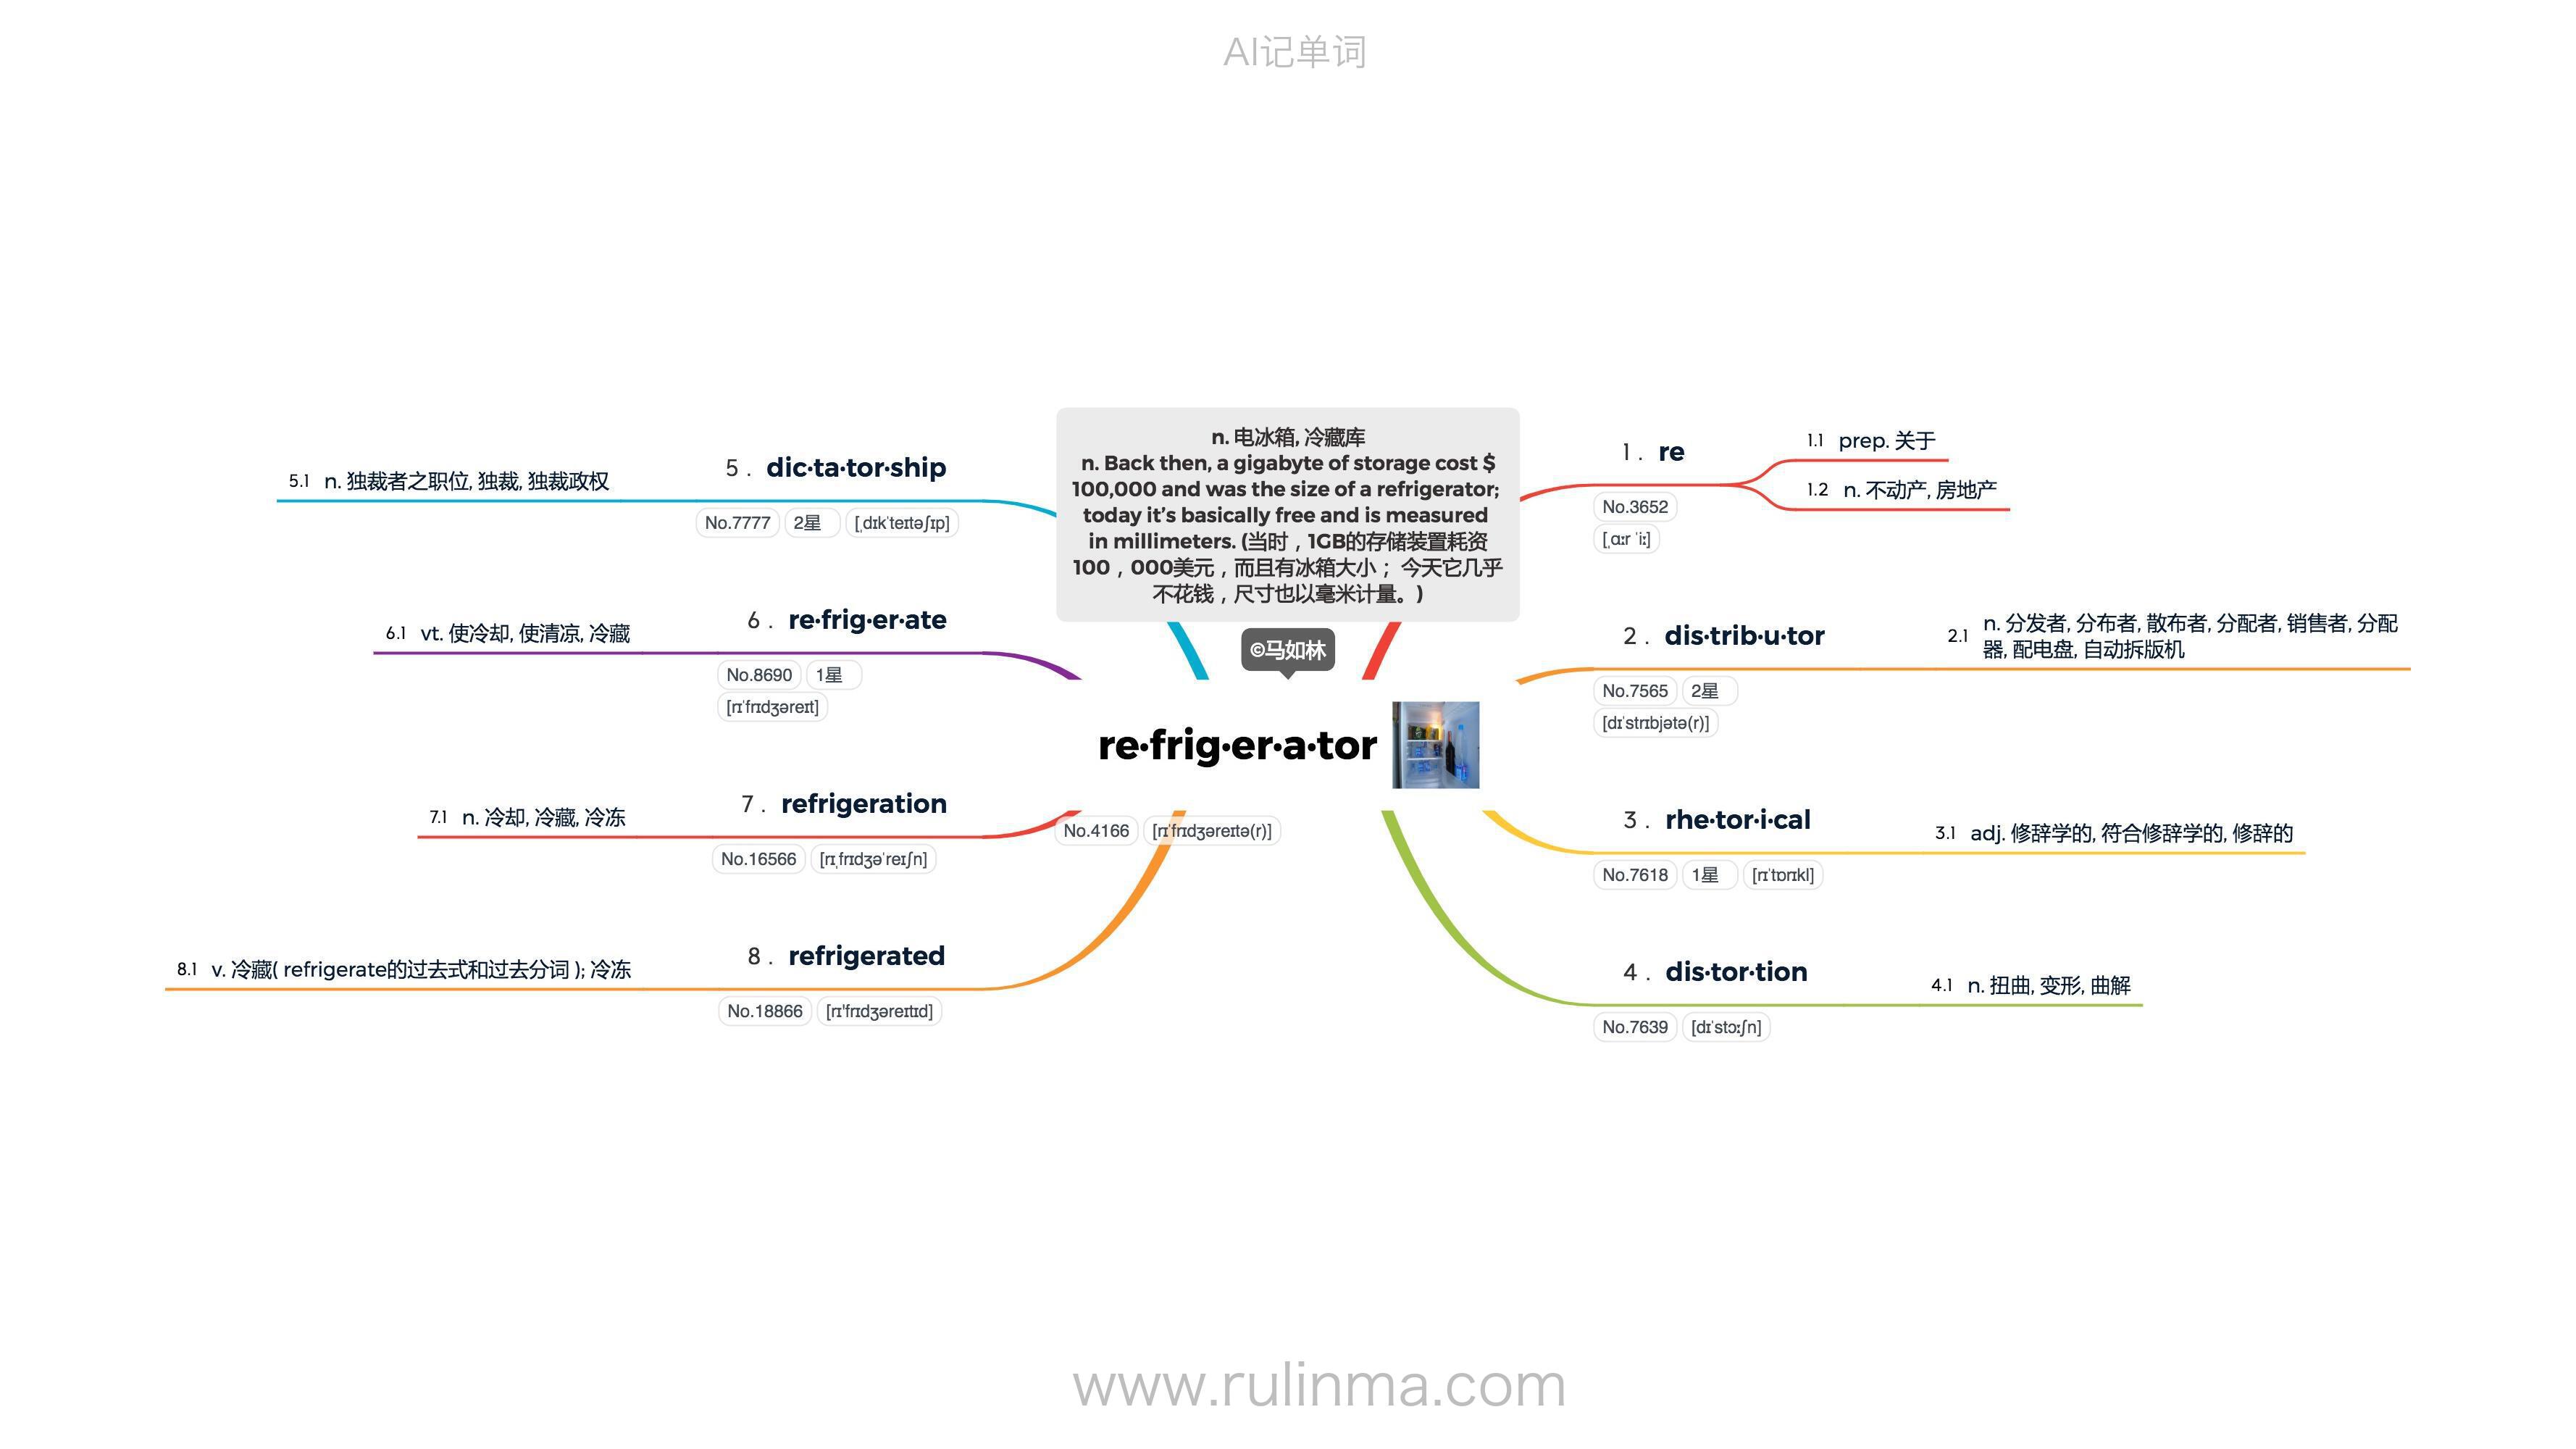 AI记单词
n. 电冰箱, 冷藏库
n. Back then, a gigabyte of storage cost $
100,000 and was the size of a refrigerator;
today it’s basically free and is measured
in millimeters. (当时，1GB的存储装置耗资
100，000美元，而且有冰箱大小； 今天它几乎
不花钱，尺寸也以毫米计量。)
©马如林
re·frig·er·a·tor
No.4166 [rɪˈfrɪdʒəreɪtə(r)]
1 . re
No.3652
[ˌɑːr ˈiː]
1.1 prep. 关于
1.2 n. 不动产, 房地产
2 . dis·trib·u·tor
No.7565 2星
[dɪˈstrɪbjətə(r)]
2.1 n. 分发者, 分布者, 散布者, 分配者, 销售者, 分配
器, 配电盘, 自动拆版机
3 . rhe·tor·i·cal
No.7618 1星 [rɪˈtɒrɪkl]
3.1 adj. 修辞学的, 符合修辞学的, 修辞的
4 . dis·tor·tion
No.7639 [dɪˈstɔːʃn]
4.1 n. 扭曲, 变形, 曲解
5 . dic·ta·tor·ship
No.7777 2星 [ˌdɪkˈteɪtəʃɪp]
5.1 n. 独裁者之职位, 独裁, 独裁政权
6 . re·frig·er·ate
No.8690 1星
[rɪˈfrɪdʒəreɪt]
6.1 vt. 使冷却, 使清凉, 冷藏
7 . refrigeration
No.16566 [rɪˌfrɪdʒəˈreɪʃn]
7.1 n. 冷却, 冷藏, 冷冻
8 . refrigerated
No.18866 [rɪ'frɪdʒəreɪtɪd]
8.1 v. 冷藏( refrigerate的过去式和过去分词 ); 冷冻
www.rulinma.com